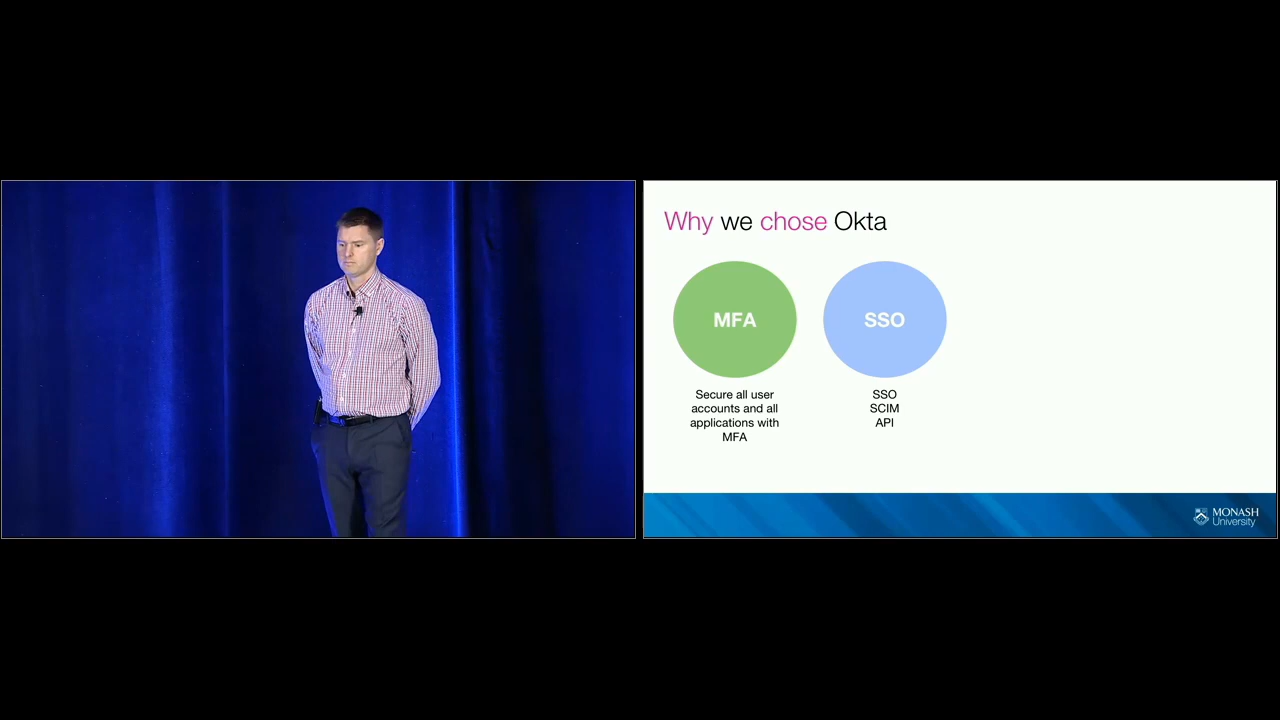 Why we chose Okta
MFA
SSO
Secure all user
accounts and all
applications with
MFA
SSO
SCIM
API
MONASH
University